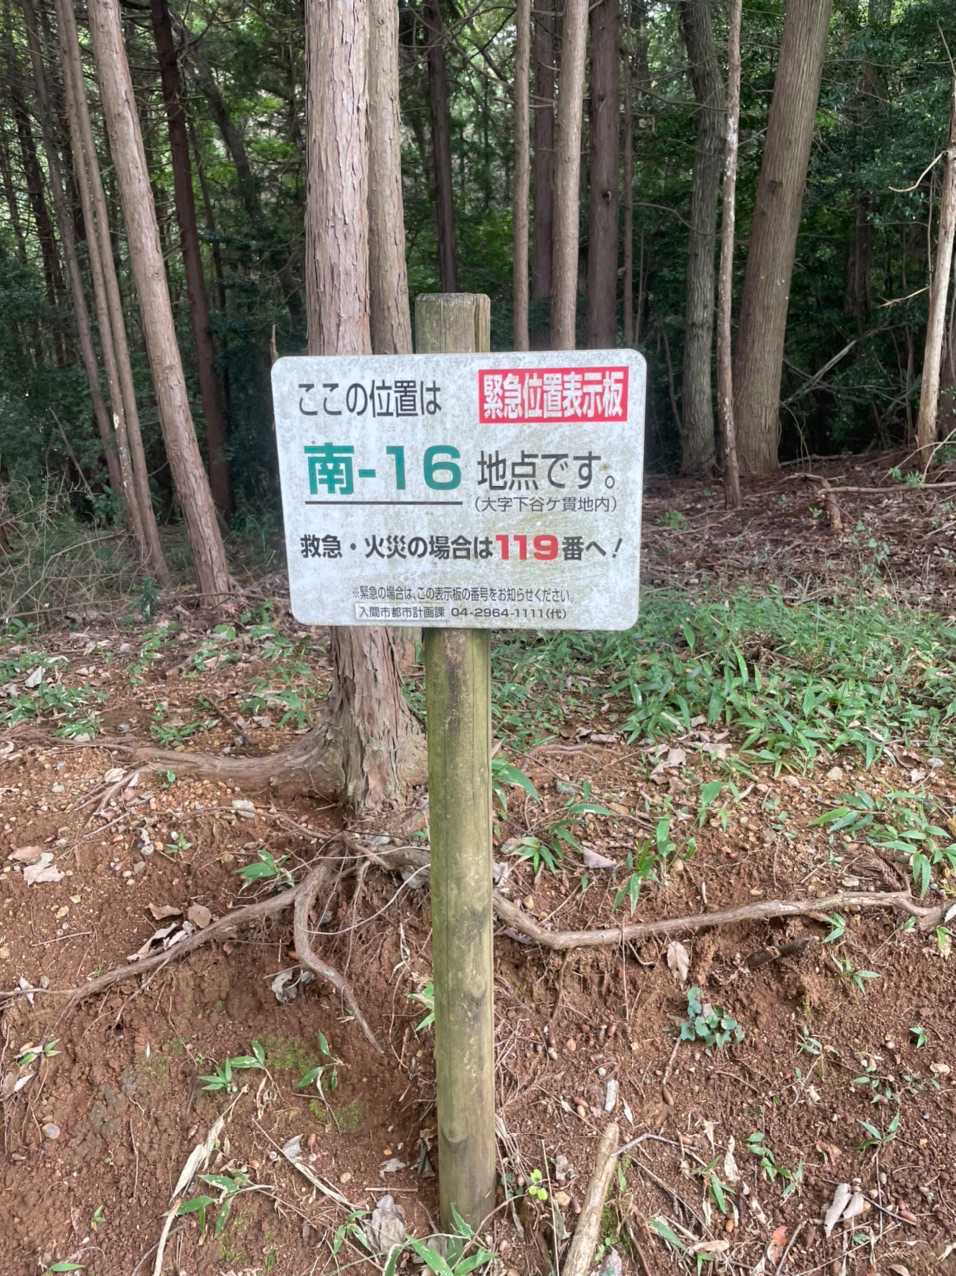 ここの位置は 緊急位置表示板
南-16 地点です。
(大字下谷ケ貫地内)
救急・火災の場合は119番へ!
※緊急の場合は、この表示板の番号をお知らせください。
入間市都市計画課 04-2964-1111(代)